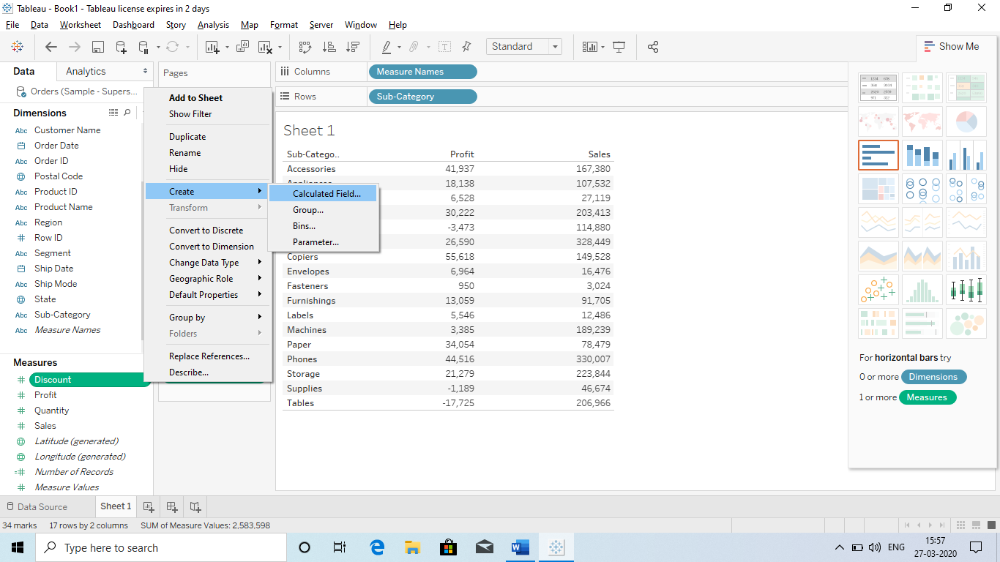 Tableau - Book1 - Tableau license expires in 2 days
File Data Worksheet Dashboard Story Analysis Map Format Server Window Help
Standard
Show Me
Data Analytics
Orders (Sample - Supers...
Dimensions
Customer Name
Order Date
Order ID
Postal Code
Product ID
Product Name
Region
Row ID
Segment
Ship Date
Ship Mode
State
Sub-Category
Measure Names
Abc
Abc
Abc
Abc
Abc
Abc
Abc
Abc
Abc
Measures
Discount
Profit
Quantity
Sales
Latitude (generated)
Longitude (generated)
Number of Records
Measure Values
Pages
Add to Sheet
Show Filter
Duplicate
Rename
Hide
Create
Transform
Convert to Discrete
Convert to Dimension
Change Data Type
Geographic Role
Default Properties
Group by
Folders
Replace References...
Describe...
Calculated Field...
Group...
Bins...
Parameter...
Columns Measure Names
Rows Sub-Category
Sheet 1
Sub-Catego.. Profit Sales
Accessories 41,937 167,380
18,138 107,532
6,528 27,119
30,222 203,413
-3,473 114,880
26,590 328,449
Copiers 55,618 149,528
Envelopes 6,964 16,476
Fasteners 950 3,024
Furnishings 13,059 91,705
Labels 5,546 12,486
Machines 3,385 189,239
Paper 34,054 78,479
Phones 44,516 330,007
Storage 21,279 223,844
Supplies -1,189 46,674
Tables -17,725 206,966
For horizontal bars try
0 or more Dimensions
1 or more Measures
Data Source Sheet 1
34 marks 17 rows by 2 columns SUM of Measure Values: 2,583,598
Type here to search
ENG
15:57
27-03-2020